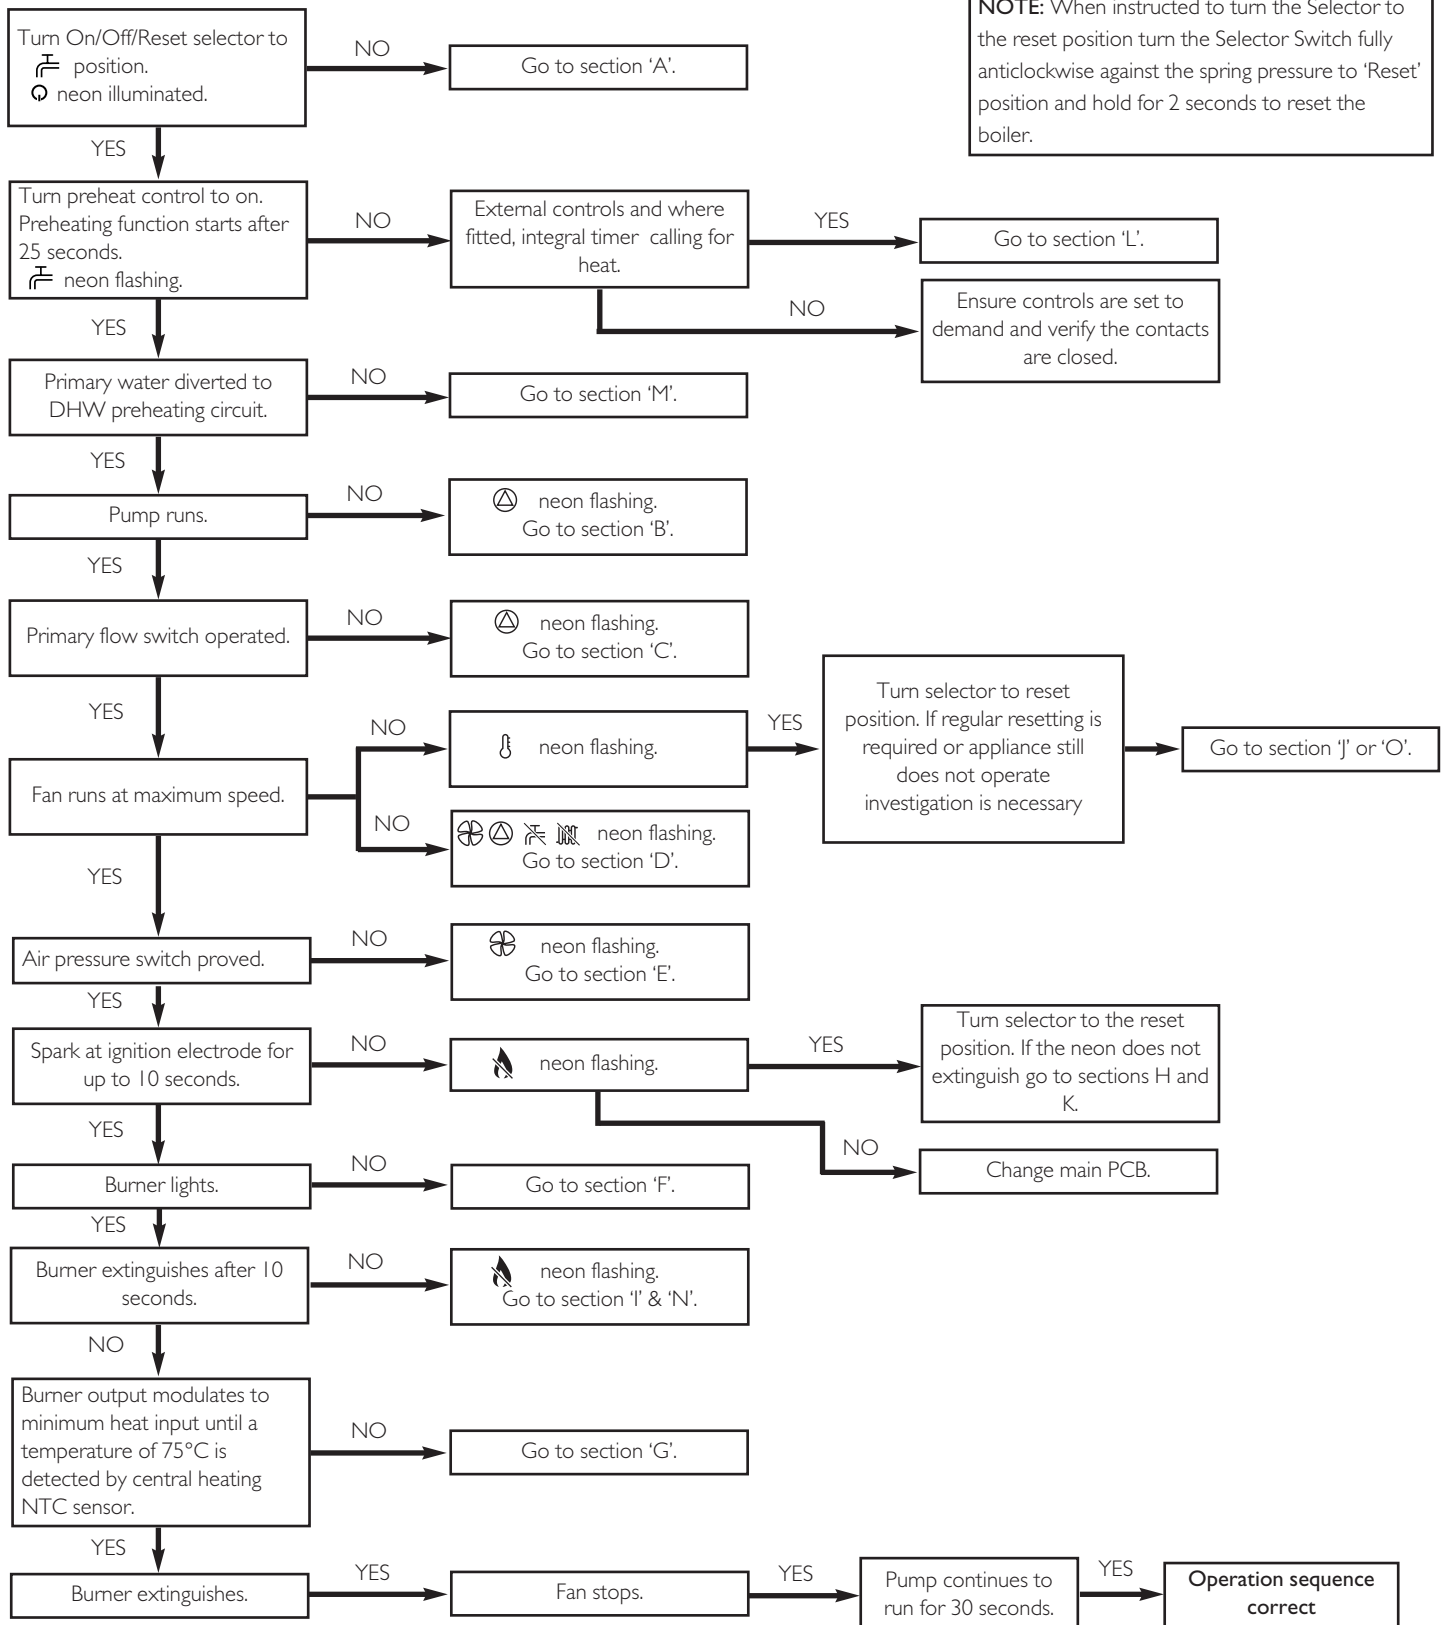 NOTE: When instructed to turn the Selector to
the reset position turn the Selector Switch fully
anticlockwise against the spring pressure to ‘Reset’
position and hold for 2 seconds to reset the
boiler.
Turn On/Off/Reset selector to
position.
neon illuminated.
NO
Go to section ‘A’.
YES
Turn preheat control to on.
Preheating function starts after
25 seconds.
neon flashing.
NO
External controls and where
fitted, integral timer calling for
heat.
YES
Go to section ‘L’.
NO
Ensure controls are set to
demand and verify the contacts
are closed.
YES
Primary water diverted to
DHW preheating circuit.
NO
Go to section ‘M’.
YES
Pump runs.
NO
neon flashing.
Go to section ‘B’.
YES
Primary flow switch operated.
NO
neon flashing.
Go to section ‘C’.
YES
Fan runs at maximum speed.
NO
neon flashing.
YES
Turn selector to reset
position. If regular resetting is
required or appliance still
does not operate
investigation is necessary
Go to section ‘J’ or ‘O’.
NO
neon flashing.
Go to section ‘D’.
YES
Air pressure switch proved.
NO
neon flashing.
Go to section ‘E’.
YES
Spark at ignition electrode for
up to 10 seconds.
NO
neon flashing.
YES
Turn selector to the reset
position. If the neon does not
extinguish go to sections H and
K.
NO
Change main PCB.
YES
Burner lights.
NO
Go to section ‘F’.
YES
Burner extinguishes after 10
seconds.
NO
neon flashing.
Go to section ‘I’ & ‘N’.
NO
Burner output modulates to
minimum heat input until a
temperature of 75°C is
detected by central heating
NTC sensor.
NO
Go to section ‘G’.
YES
Burner extinguishes.
YES
Fan stops.
YES
Pump continues to
run for 30 seconds.
YES
Operation sequence
correct